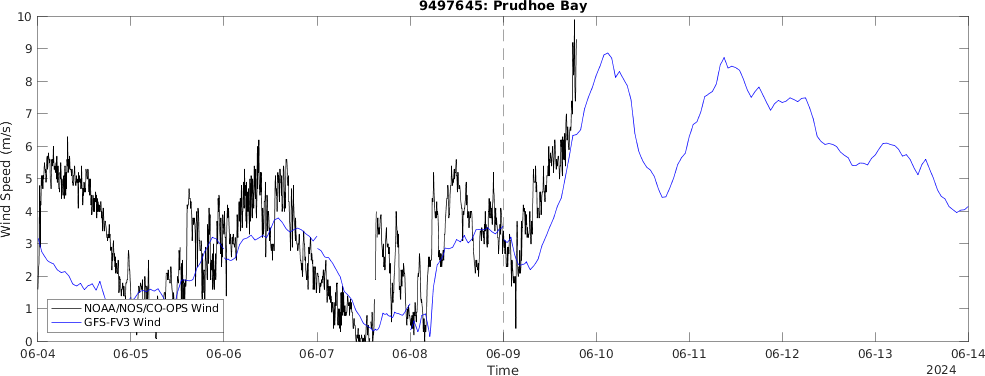 9497645: Prudhoe Bay
10
9
8
7
6
5
4
3
2
1
0
Wind Speed (m/s)
NOAA/NOS/CO-OPS Wind
GFS-FV3 Wind
06-04 06-05 06-06 06-07 06-08 06-09 06-10 06-11 06-12 06-13 06-14
Time
2024